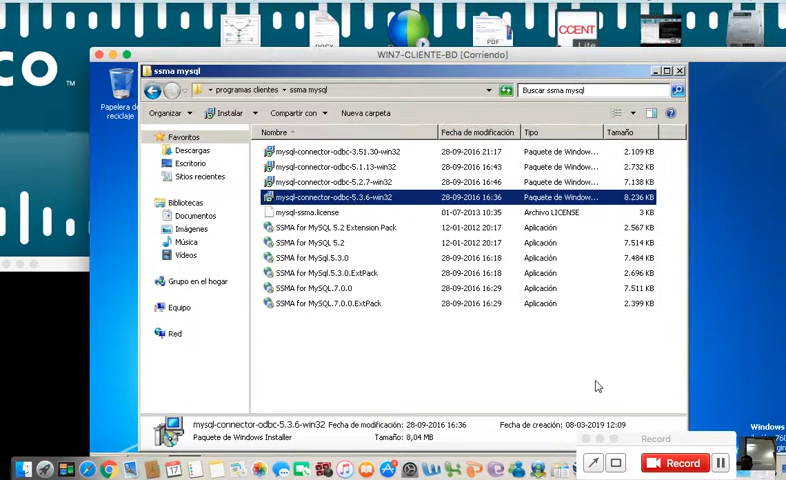 DOCX
PDF
CCENT
co
TM
WIN7-CLIENTE-BD [Corriendo]
ssma mysql
programas clientes
ssma mysql
Buscar ssma mysql
Papelera de
reciclaje
Organizar
Instalar
Compartir con
Nueva carpeta
Favoritos
Descargas
Escritorio
Sitios recientes
Bibliotecas
Documentos
Imágenes
Música
Vídeos
Grupo en el hogar
Equipo
Red
Nombre Fecha de modificación Tipo Tamaño
mysql-connector-odbc-3.51.30-win32 28-09-2016 21:17 Paquete de Window... 2.109 KB
mysql-connector-odbc-5.1.13-win32 28-09-2016 16:43 Paquete de Window... 2.732 KB
mysql-connector-odbc-5.2.7-win32 28-09-2016 16:46 Paquete de Window... 7.138 KB
mysql-connector-odbc-5.3.6-win32 28-09-2016 16:36 Paquete de Window... 8.236 KB
mysql-ssma.license 01-07-2013 10:35 Archivo LICENSE 3 KB
SSMA for MySQL 5.2 Extension Pack 12-01-2012 20:17 Aplicación 2.567 KB
SSMA for MySQL 5.2 12-01-2012 20:17 Aplicación 7.514 KB
SSMA for MySql.5.3.0 28-09-2016 16:18 Aplicación 7.484 KB
SSMA for MySql.5.3.0.ExtPack 28-09-2016 16:18 Aplicación 2.696 KB
SSMA for MySQL.7.0.0 28-09-2016 16:29 Aplicación 7.511 KB
SSMA for MySQL.7.0.0.ExtPack 28-09-2016 16:29 Aplicación 2.399 KB
mysql-connector-odbc-5.3.6-win32 Fecha de modificación: 28-09-2016 16:36 Fecha de creación: 08-03-2019 12:09
Paquete de Windows Installer Tamaño: 8,04 MB
Windows
Record
Record
17